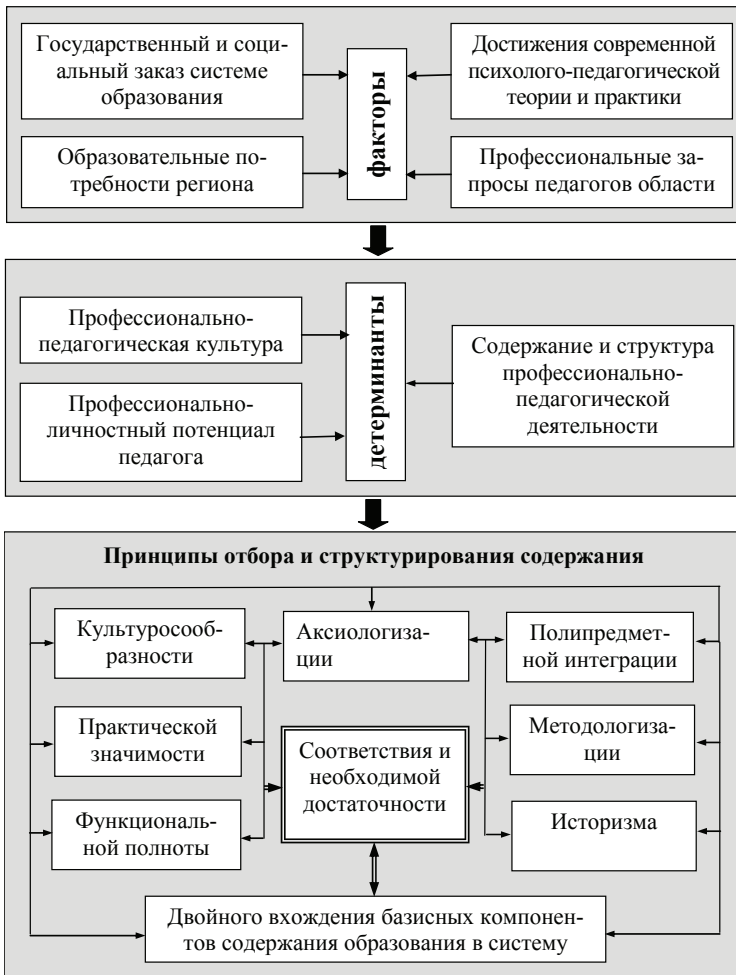 Государственный и соци-
альный заказ системе
образования
Образовательные по-
требности региона
факторы
Достижения современной
психолого-педагогической
теории и практики
Профессиональные за-
просы педагогов области
Профессионально-
педагогическая культура
Профессионально-
личностный потенциал
педагога
детерминанты
Содержание и структура
профессионально-
педагогической
деятельности
Принципы отбора и структурирования содержания
Культуросооб-
разности
Аксиологиза-
ции
Полипредмет-
ной интеграции
Практической
значимости
Соответствия и
необходимой
достаточности
Методологиза-
ции
Функциональ-
ной полноты
Историзма
Двойного вхождения базисных компонен-
тов содержания образования в систему